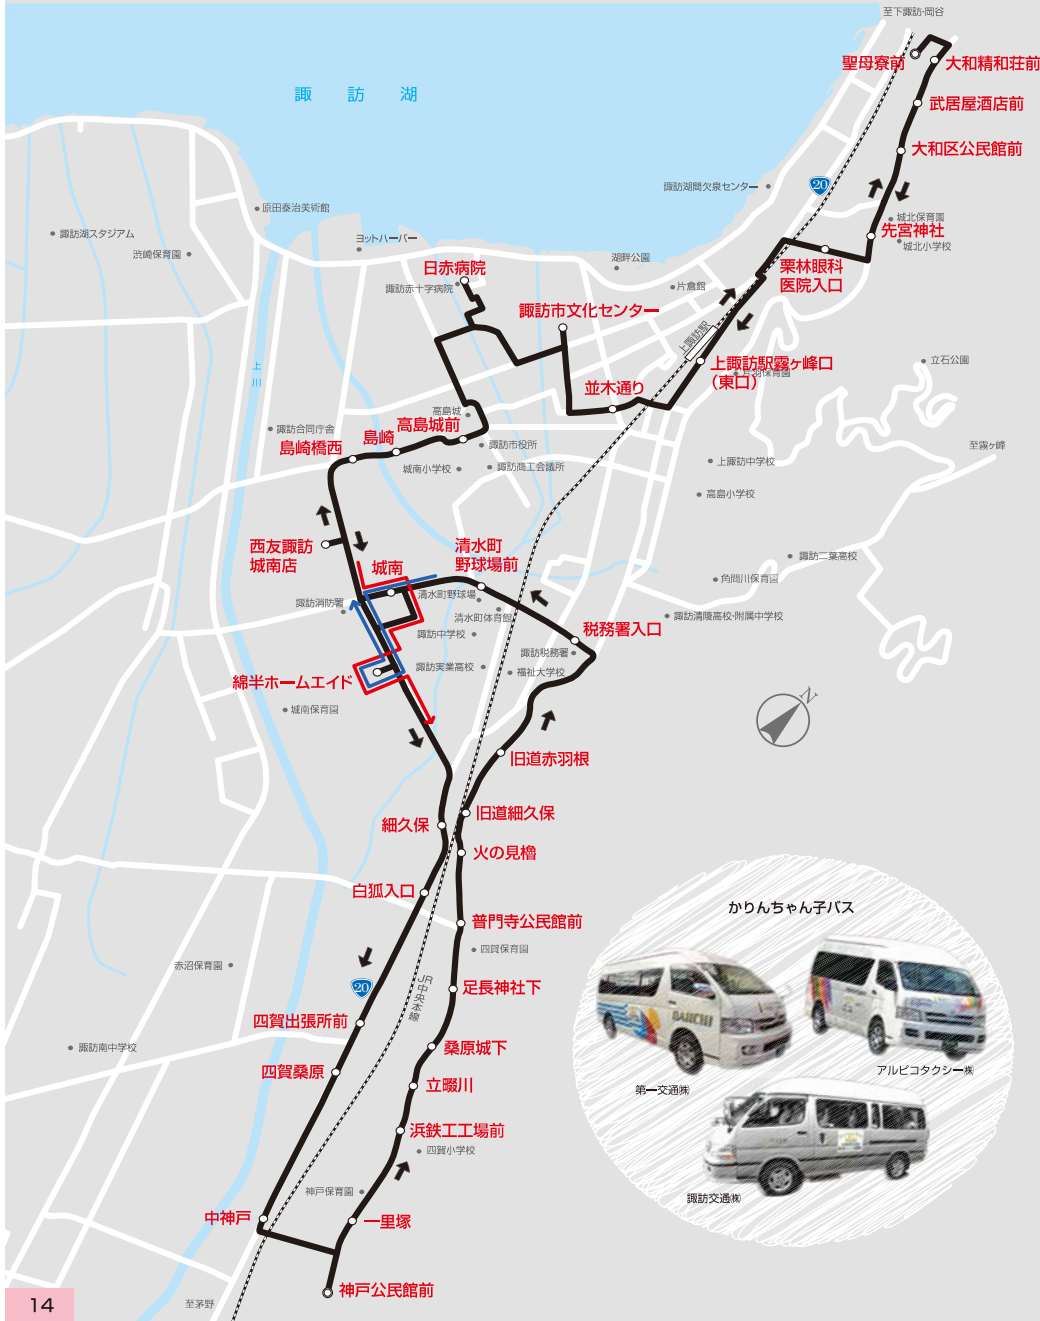 至下諏訪・岡谷
聖母寮前
大和精和荘前
諏訪湖
武居屋酒店前
大和区公民館前
諏訪湖間欠泉センター
20
原田泰治美術館
城北保育園
先宮神社
城北小学校
諏訪湖スタジアム
渋崎保育園
ヨットハーバー
湖畔公園
日赤病院
諏訪赤十字病院
片倉館
栗林眼科
医院入口
諏訪市文化センター
上諏訪駅
上川
上諏訪駅霧ヶ峰口
（東口）
片羽保育園
立石公園
並木通り
高島城
高島城前
諏訪合同庁舎
島崎
島崎橋西
諏訪市役所
城南小学校
諏訪商工会議所
至霧ヶ峰
上諏訪中学校
高島小学校
西友諏訪
城南店
清水町
野球場前
城南
諏訪二葉高校
角間川保育園
諏訪消防署
清水町野球場
清水町体育館
諏訪清陵高校・附属中学校
税務署入口
諏訪中学校
諏訪税務署
諏訪実業高校
福祉大学校
綿半ホームエイド
城南保育園
N
旧道赤羽根
旧道細久保
細久保
火の見櫓
白狐入口
普門寺公民館前
かりんちゃん子バス
四賀保育園
赤沼保育園
JR中央本線
20
足長神社下
DAIICHI
四賀出張所前
諏訪南中学校
桑原城下
四賀桑原
立畷川
アルピコタクシー㈱
第一交通㈱
浜鉄工工場前
四賀小学校
神戸保育園
諏訪交通㈱
中神戸
一里塚
神戸公民館前
至茅野
14